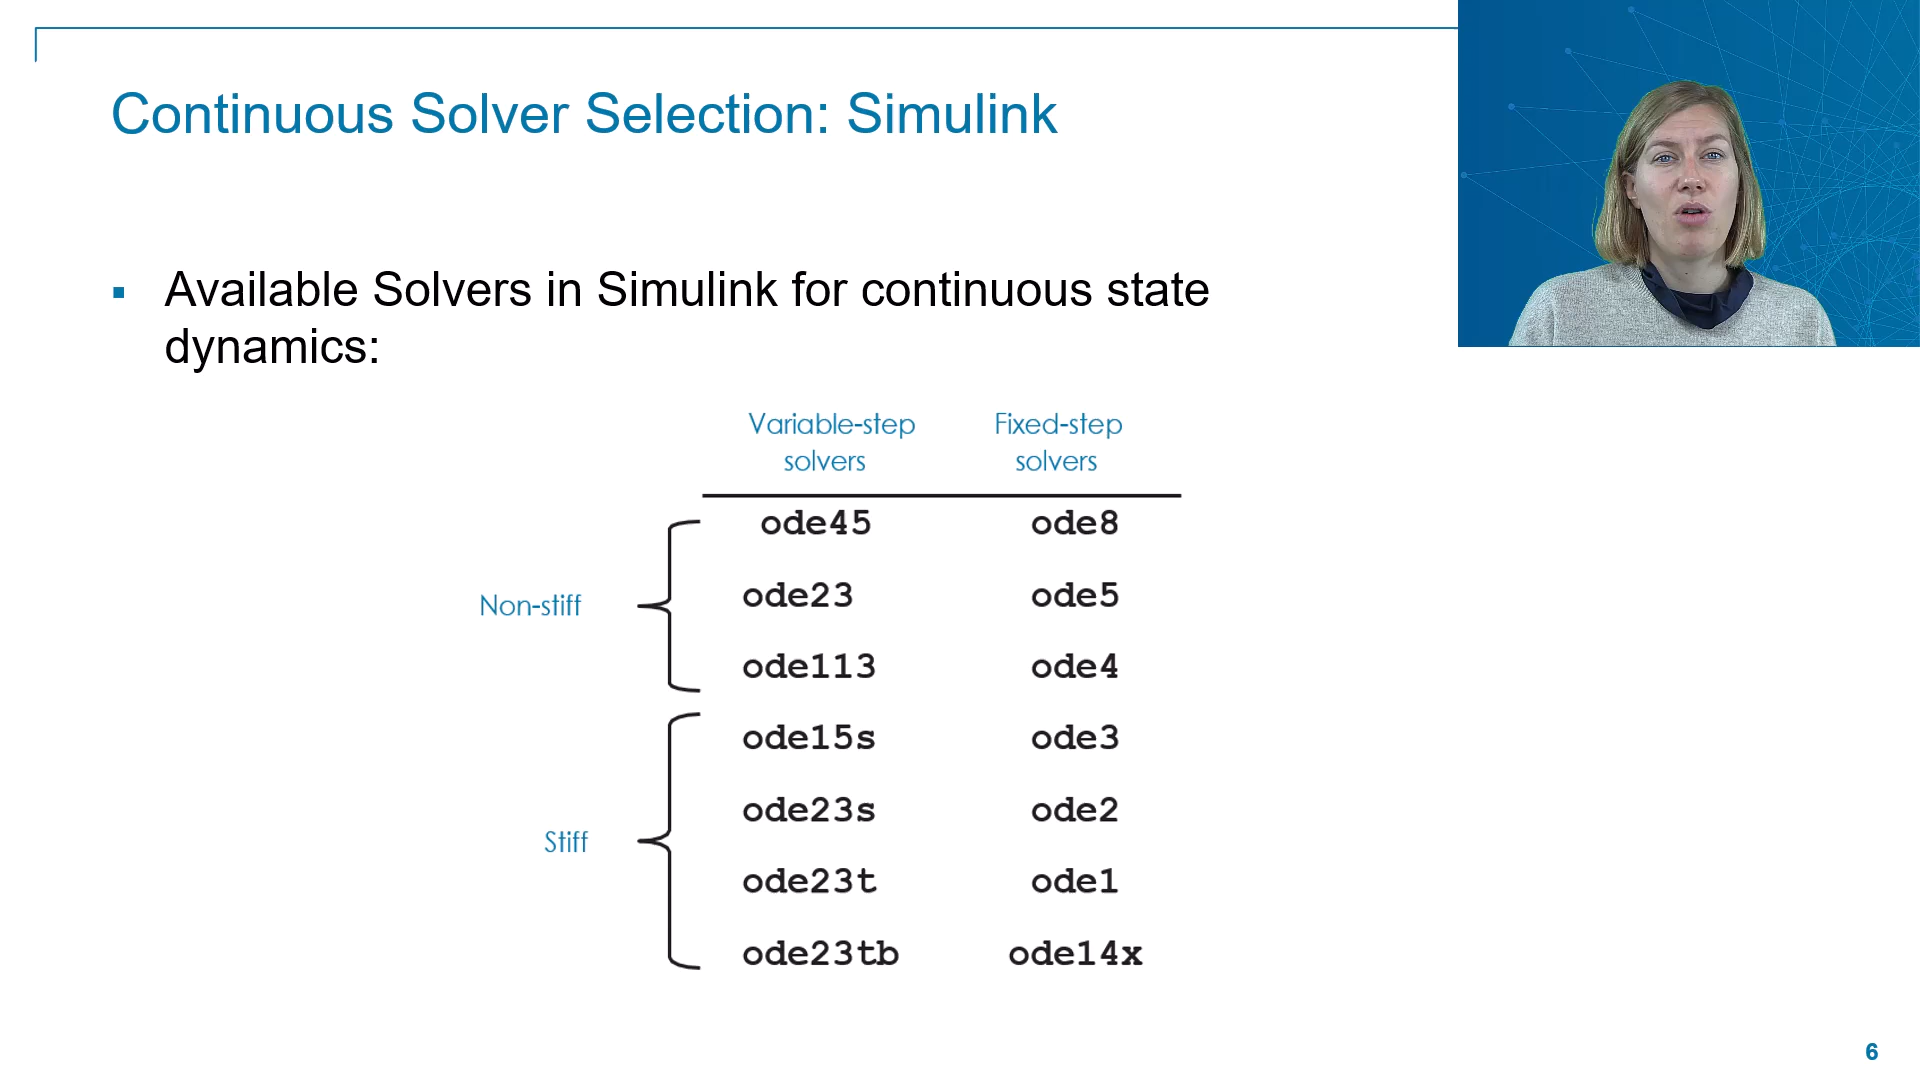 Continuous Solver Selection: Simulink
Available Solvers in Simulink for continuous state
dynamics:
Variable-step Fixed-step
solvers solvers
ode45 ode8
ode23 ode5
Non-stiff
ode113 ode4
ode15s ode3
ode23s ode2
Stiff
ode23t ode1
ode23tb ode14x
6